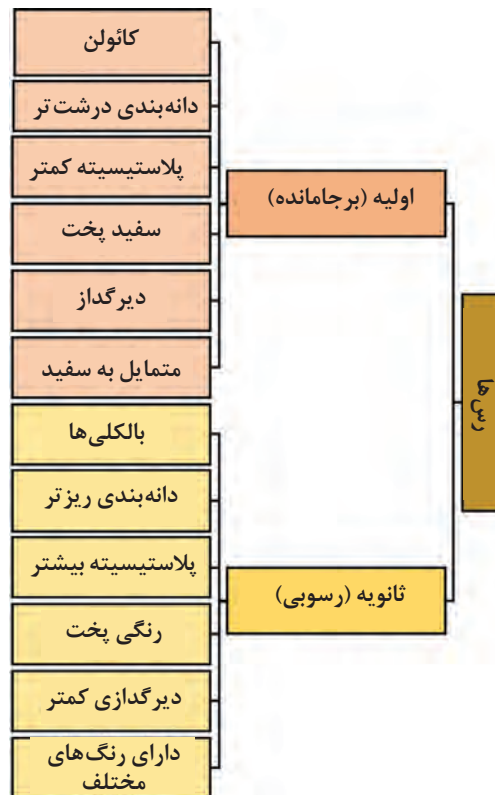 رس‌ها
اولیه (برجامانده)
کائولن
دانه‌بندی درشت‌تر
پلاستیسیته کمتر
سفید پخت
دیرگداز
متمایل به سفید
ثانویه (رسوبی)
بالکلی‌ها
دانه‌بندی ریزتر
پلاستیسیته بیشتر
رنگی پخت
دیرگدازی کمتر
دارای رنگ‌های
مختلف